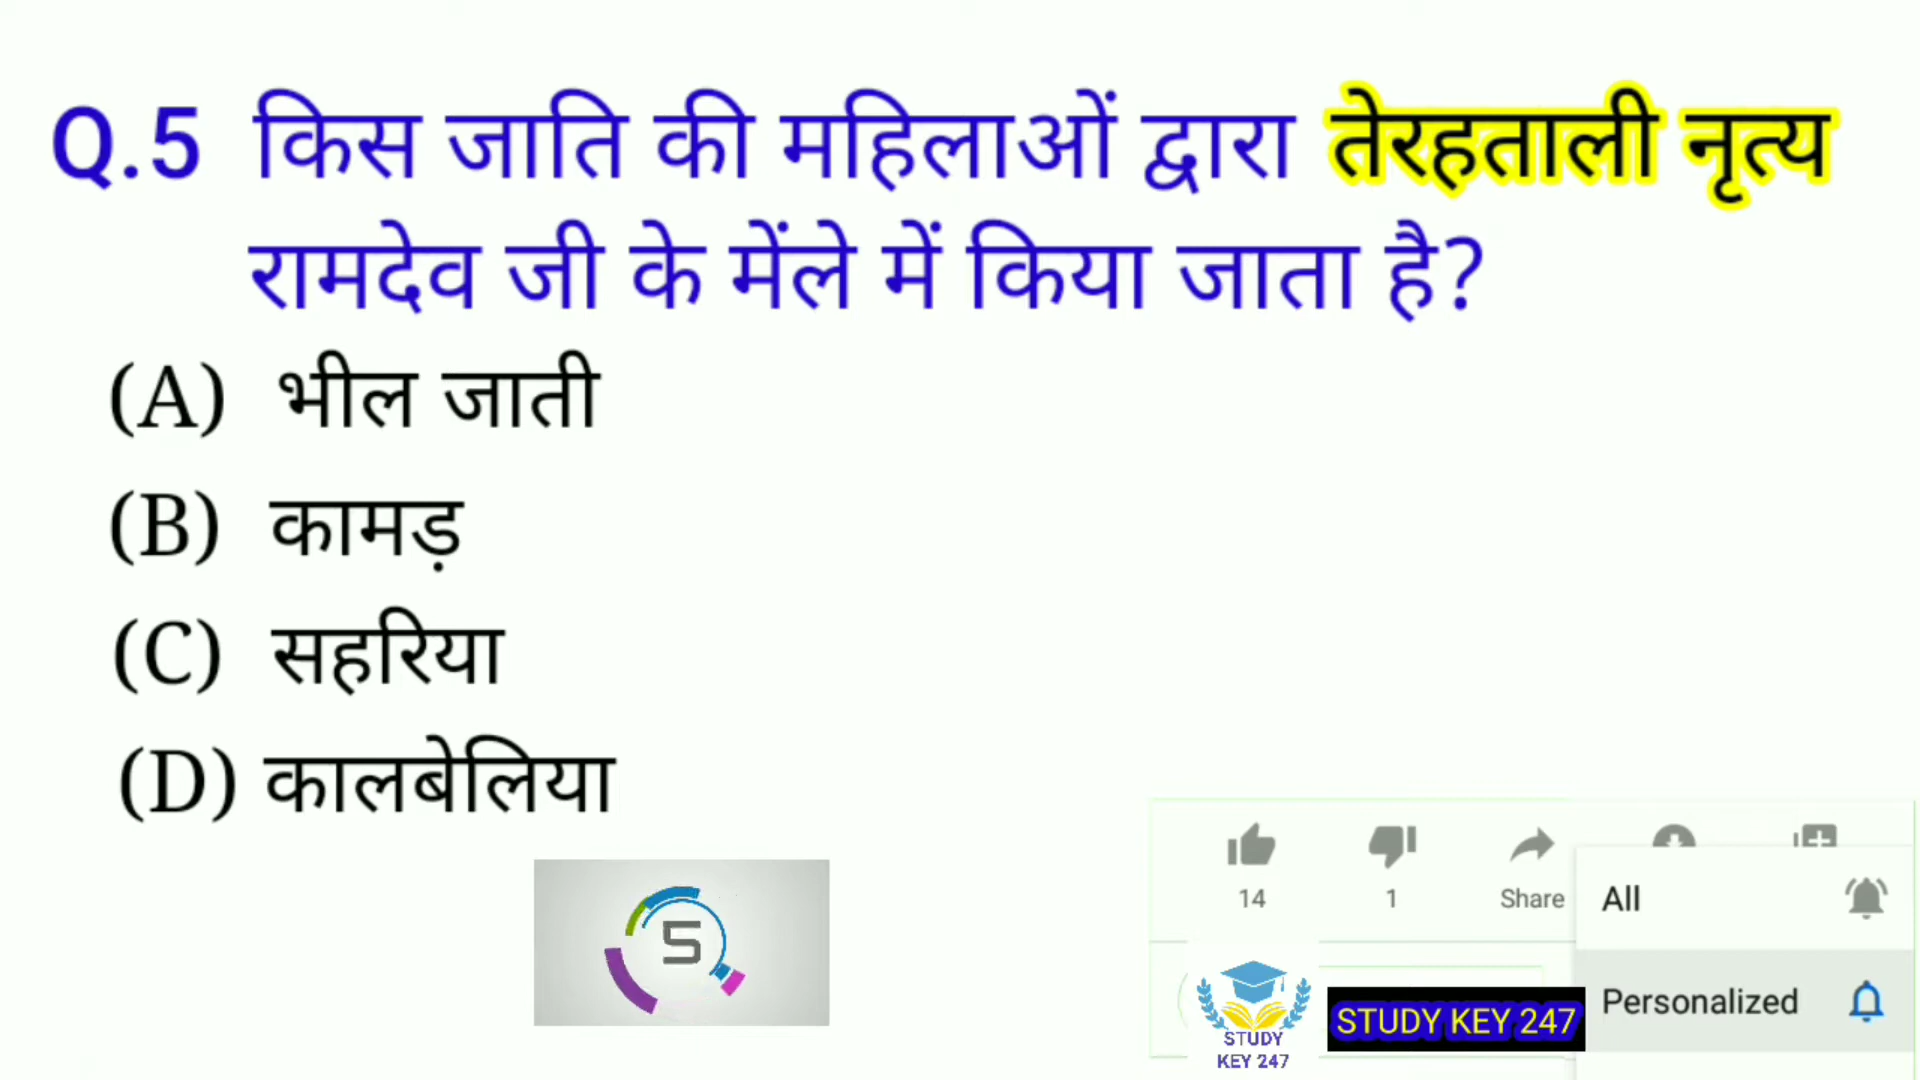 Q.5 किस जाति की महिलाओं द्वारा तेरहताली नृत्य
रामदेव जी के मेंले में किया जाता है?
(A) भील जाती
(B) कामड़
(C) सहरिया
(D) कालबेलिया
5
14 1 Share
All
Personalized
STUDY
KEY 247
STUDY KEY 247